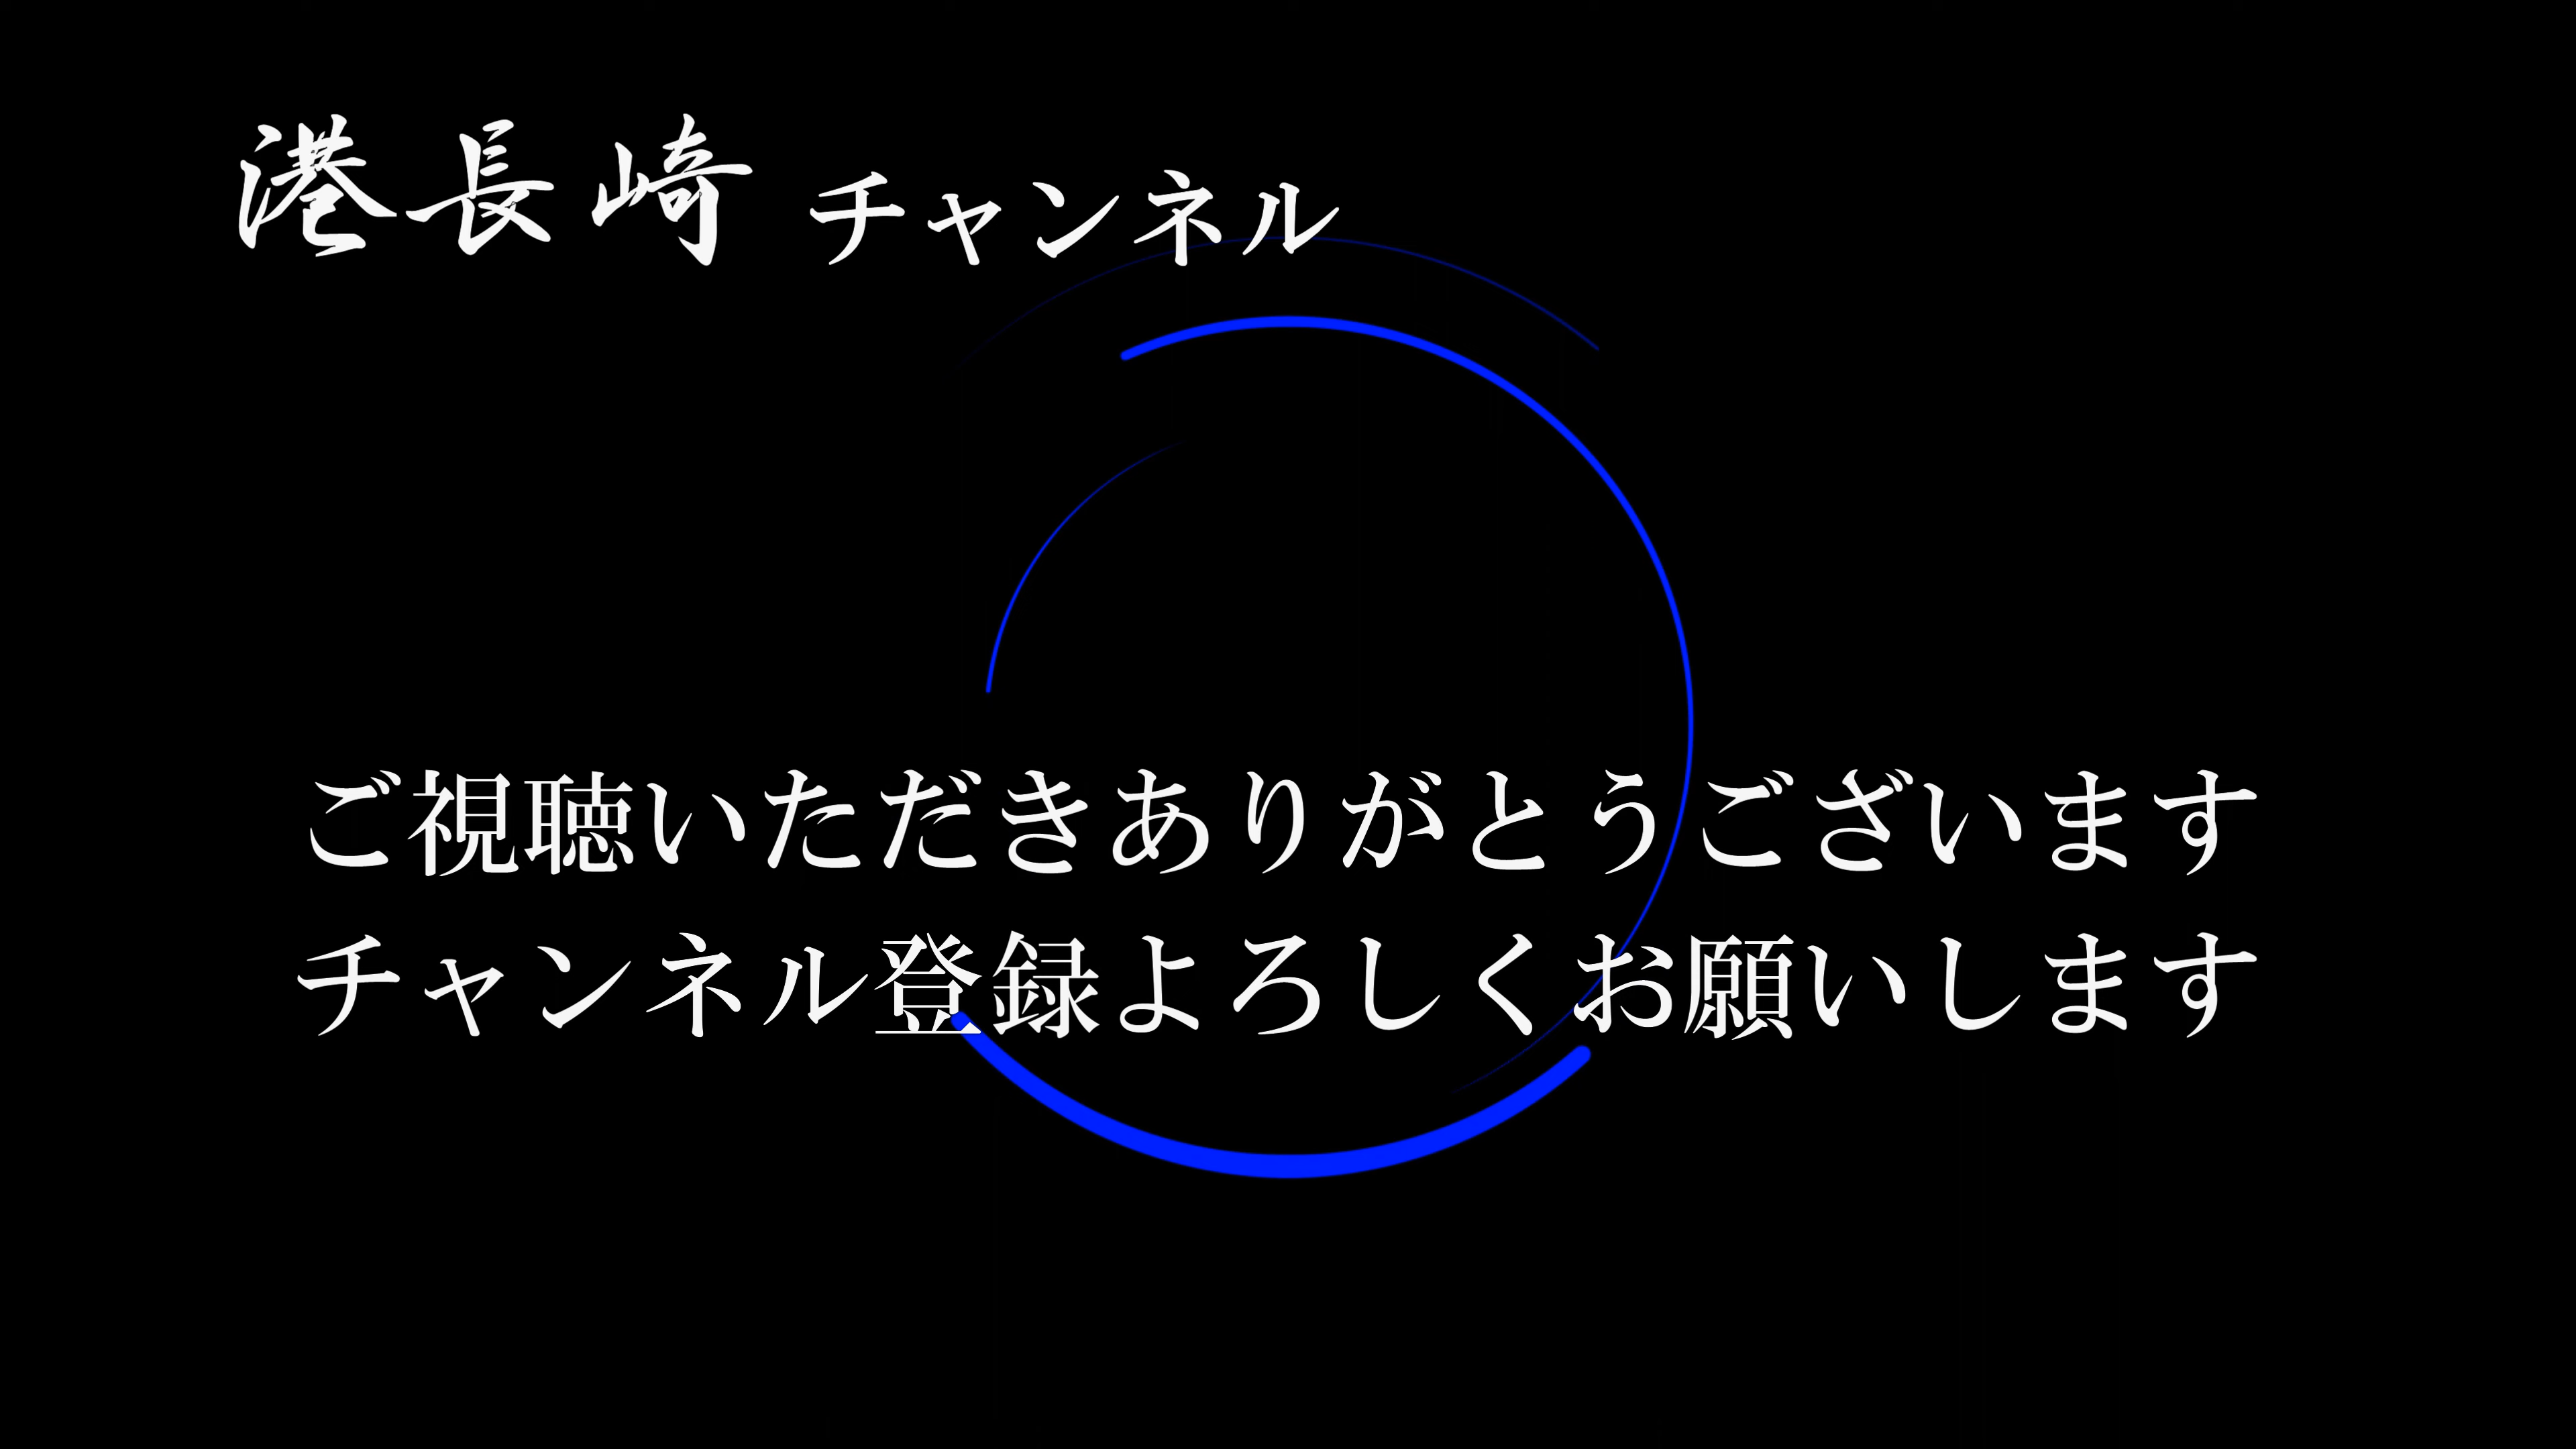 港長崎 チャンネル
ご視聴いただきありがとうございます
チャンネル登録よろしくお願いします